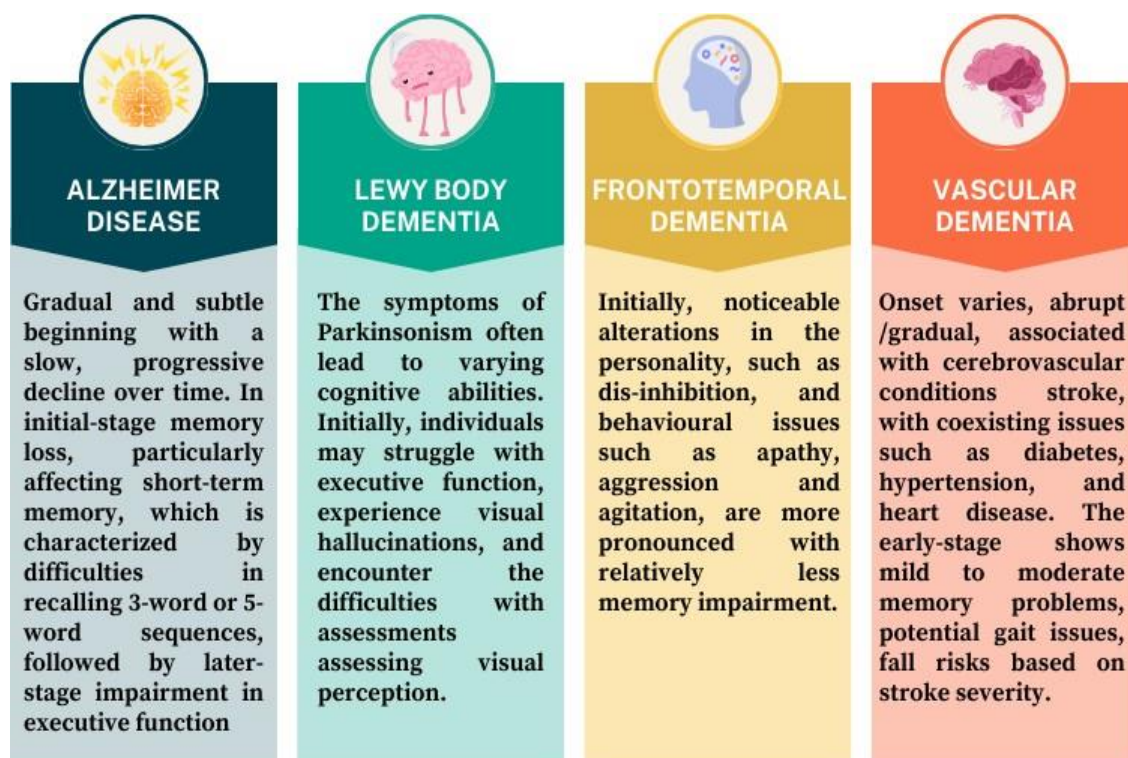 ALZHEIMER
DISEASE
Gradual and subtle
beginning with a
slow, progressive
decline over time. In
initial-stage memory
loss, particularly
affecting short-term
memory, which is
characterized by
difficulties in
recalling 3-word or 5-
word sequences,
followed by later-
stage impairment in
executive function
LEWY BODY
DEMENTIA
The symptoms of
Parkinsonism often
lead to varying
cognitive abilities.
Initially, individuals
may struggle with
executive function,
experience visual
hallucinations, and
encounter the
difficulties with
assessments
assessing visual
perception.
FRONTOTEMPORAL
DEMENTIA
Initially, noticeable
alterations in the
personality, such as
dis-inhibition, and
behavioural issues
such as apathy,
aggression and
agitation, are more
pronounced with
relatively less
memory impairment.
VASCULAR
DEMENTIA
Onset varies, abrupt
/gradual, associated
with cerebrovascular
conditions stroke,
with coexisting issues
such as diabetes,
hypertension, and
heart disease. The
early-stage shows
mild to moderate
memory problems,
potential gait issues,
fall risks based on
stroke severity.